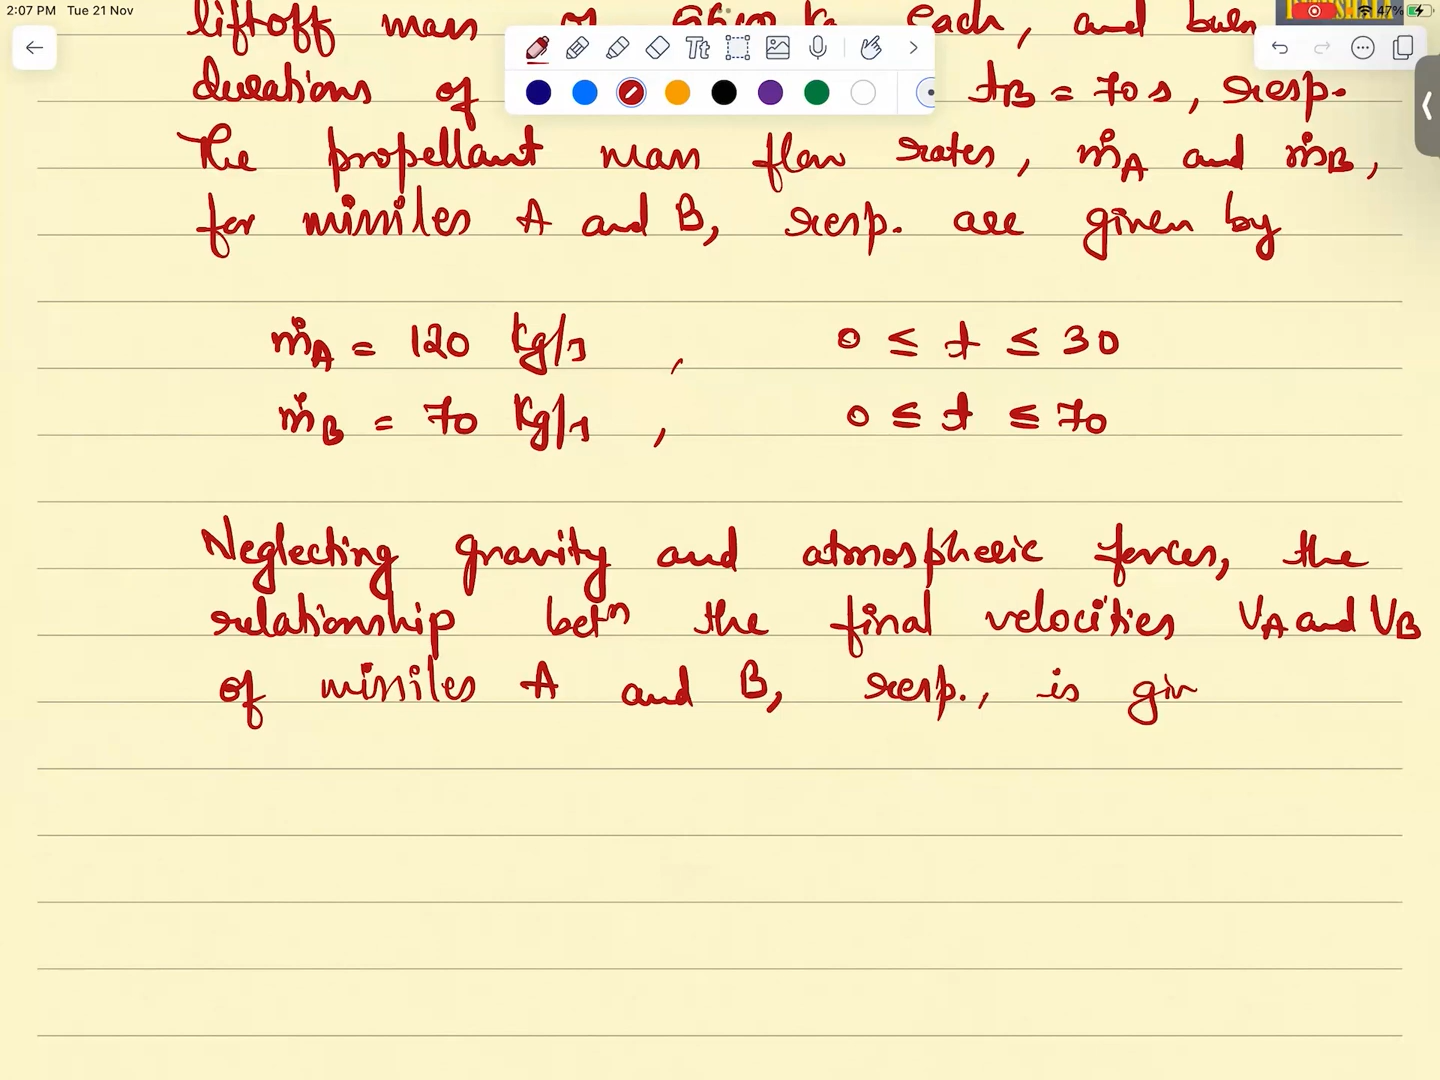 2:07 PM Tue 21 Nov
47%
Tt
liftoff mass of each, and burn
durations of tB = 70 s, resp.
The propellant mass flow rates, ṁA and ṁB,
for missiles A and B, resp. are given by
ṁA = 120 Kg/s , 0 ≤ t ≤ 30
ṁB = 70 Kg/s , 0 ≤ t ≤ 70
Neglecting gravity and atmospheric forces, the
relationship betn the final velocities VA and VB
of missiles A and B, resp., is giv